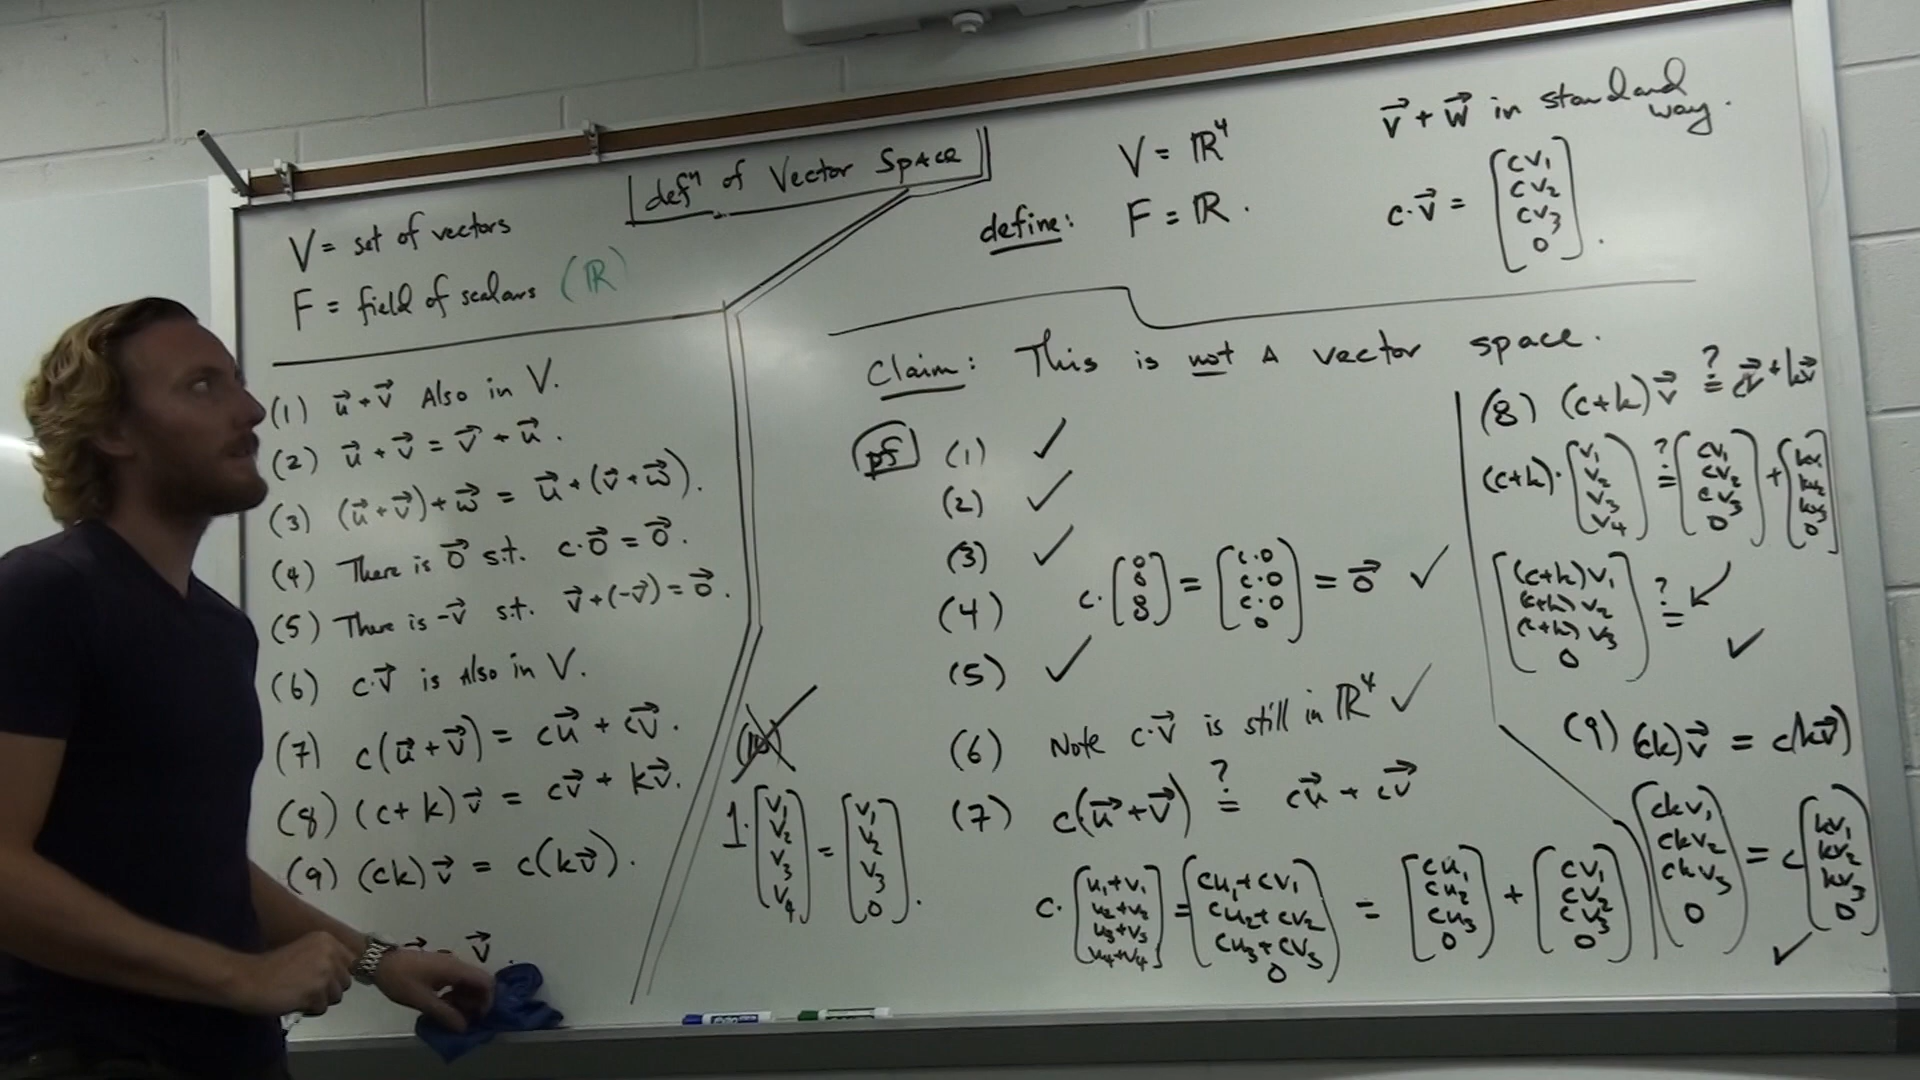 defⁿ of Vector Space
V = set of vectors
F = field of scalars (ℝ)
(1) u⃗ + v⃗ Also in V.
(2) u⃗ + v⃗ = v⃗ + u⃗.
(3) (u⃗ + v⃗) + w⃗ = u⃗ + (v⃗ + w⃗).
(4) There is 0⃗ s.t. c·0⃗ = 0⃗.
(5) There is -v⃗ s.t. v⃗ + (-v⃗) = 0⃗.
(6) c·v⃗ is Also in V.
(7) c(u⃗ + v⃗) = cu⃗ + cv⃗.
(8) (c + k)v⃗ = cv⃗ + kv⃗.
(9) (ck)v⃗ = c(kv⃗).
= v⃗.
define: V = ℝ⁴
F = ℝ.
v⃗ + w⃗ in standard way.
c·v⃗ = [cv₁ cv₂ cv₃ 0].
Claim: This is not A vector space.
pf (1) ✓
(2) ✓
(3) ✓
(4) c·[0 0 0] = [c·0 c·0 c·0 0] = 0⃗ ✓
(5) ✓
(6) Note c·v⃗ is still in ℝ⁴ ✓
(7) c(u⃗ + v⃗) ≟ cu⃗ + cv⃗
c·[u₁+v₁ u₂+v₂ u₃+v₃ u₄+v₄] = [cu₁+cv₁ cu₂+cv₂ cu₃+cv₃ 0] = [cu₁ cu₂ cu₃ 0] + [cv₁ cv₂ cv₃ 0]
(8) (c+k)v⃗ ≟ cv⃗ + kv⃗
(c+k)·[v₁ v₂ v₃ v₄] ≟ [cv₁ cv₂ cv₃ 0] + [kv₁ kv₂ kv₃ 0]
[(c+k)v₁ (c+k)v₂ (c+k)v₃ 0] ≟ ✓
(9) (ck)v⃗ = c(kv⃗)
[ckv₁ ckv₂ ckv₃ 0] = c[kv₁ kv₂ kv₃ 0] ✓
(10)
1·[v₁ v₂ v₃ v₄] = [v₁ v₂ v₃ 0].